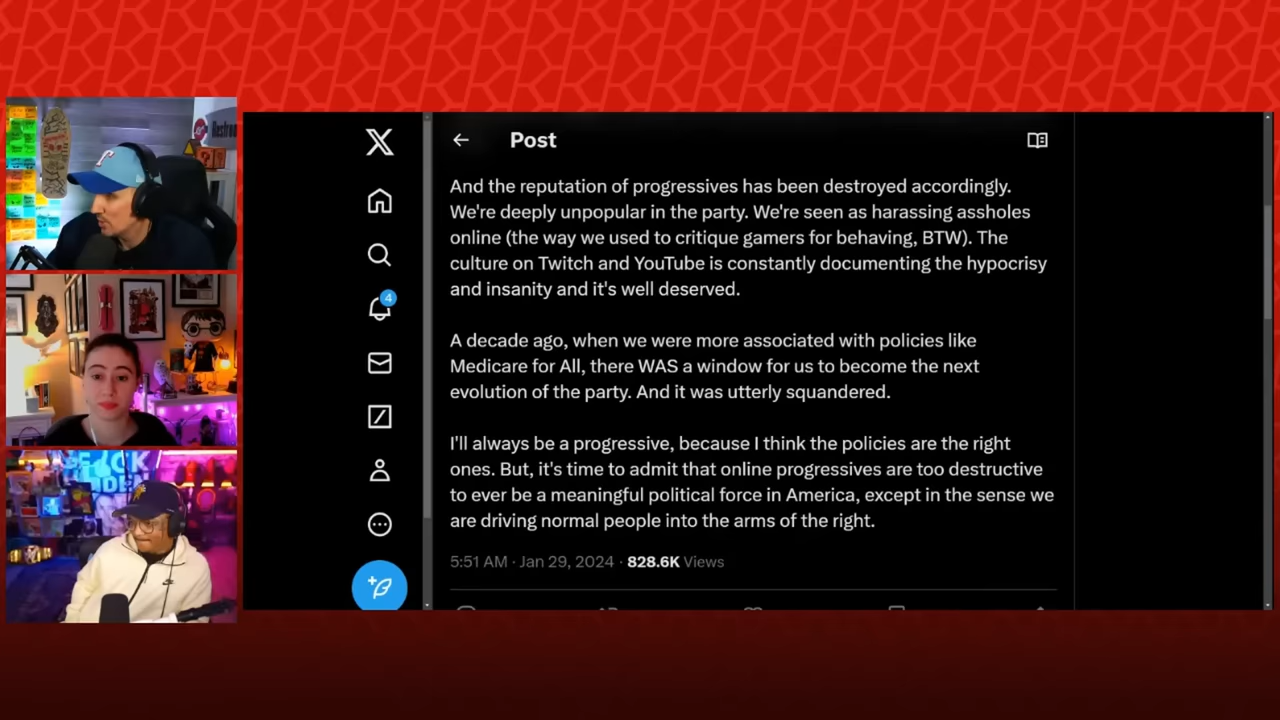 Post
And the reputation of progressives has been destroyed accordingly.
We're deeply unpopular in the party. We're seen as harassing assholes
online (the way we used to critique gamers for behaving, BTW). The
culture on Twitch and YouTube is constantly documenting the hypocrisy
and insanity and it's well deserved.
A decade ago, when we were more associated with policies like
Medicare for All, there WAS a window for us to become the next
evolution of the party. And it was utterly squandered.
I'll always be a progressive, because I think the policies are the right
ones. But, it's time to admit that online progressives are too destructive
to ever be a meaningful political force in America, except in the sense we
are driving normal people into the arms of the right.
5:51 AM · Jan 29, 2024 · 828.6K Views
4